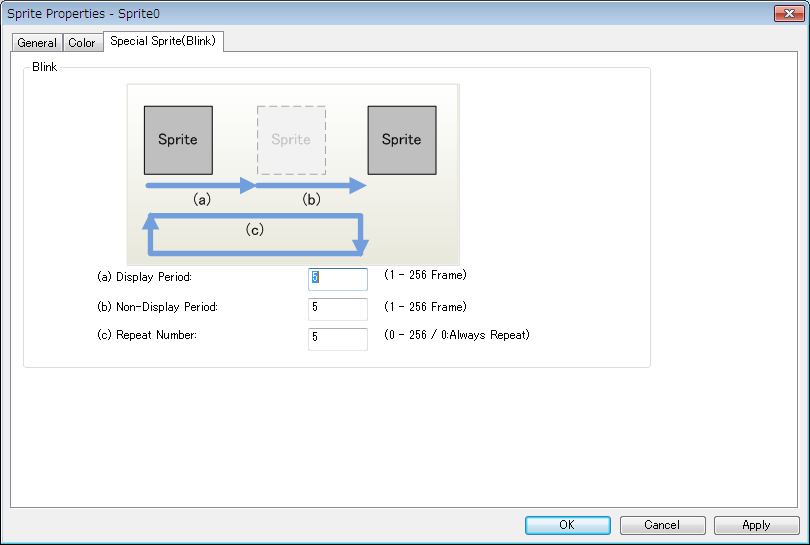 Sprite Properties - Sprite0
General Color Special Sprite(Blink)
Blink
Sprite Sprite Sprite
(a) (b)
(c)
(a) Display Period: 5 (1 - 256 Frame)
(b) Non-Display Period: 5 (1 - 256 Frame)
(c) Repeat Number: 5 (0 - 256 / 0:Always Repeat)
OK Cancel Apply